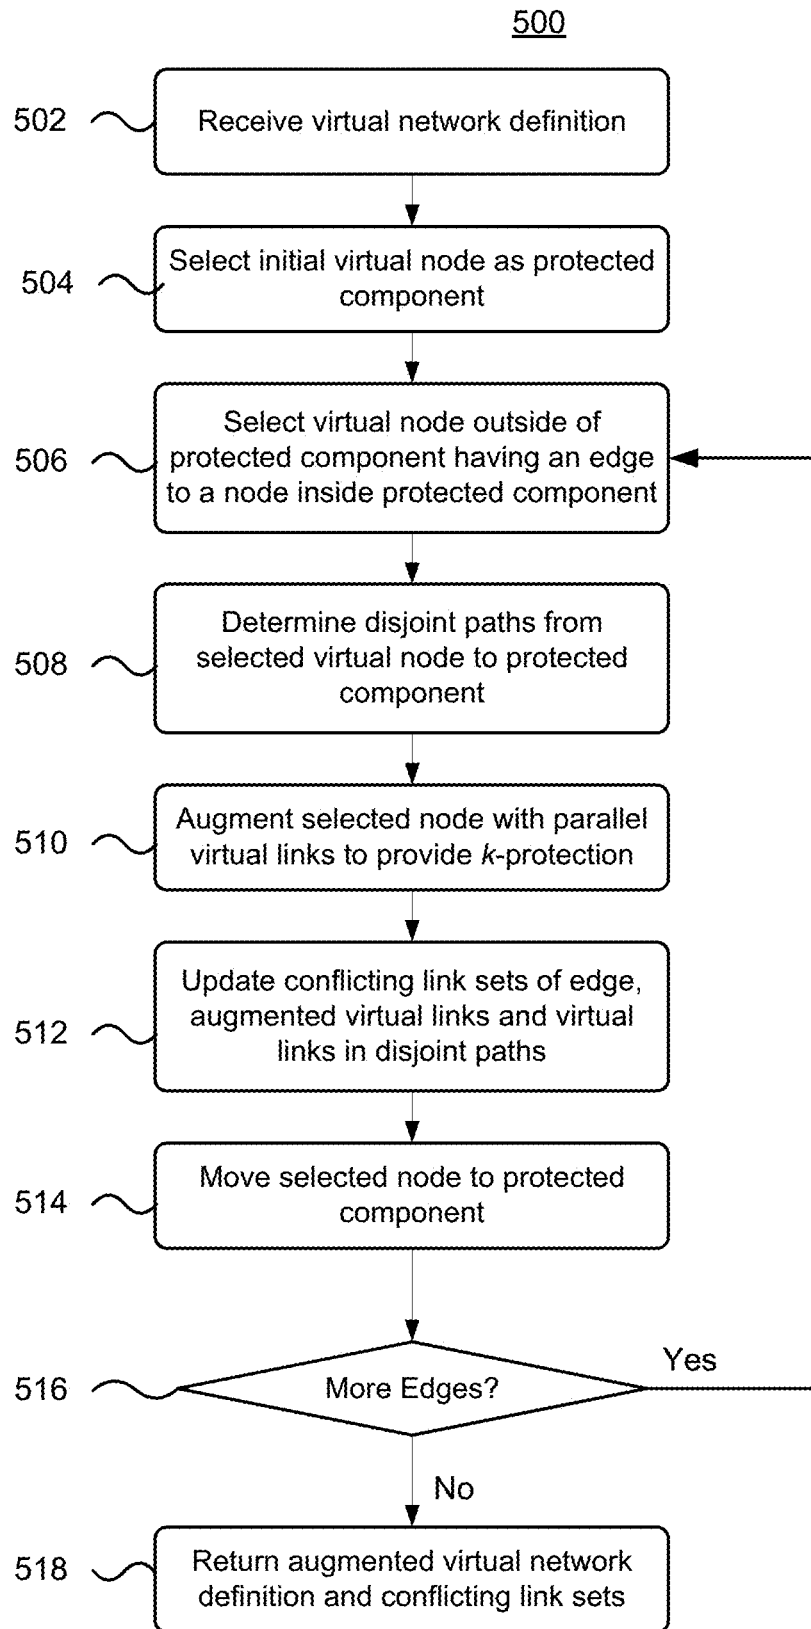 500
502
Receive virtual network definition
504
Select initial virtual node as protected
component
506
Select virtual node outside of
protected component having an edge
to a node inside protected component
508
Determine disjoint paths from
selected virtual node to protected
component
510
Augment selected node with parallel
virtual links to provide k-protection
512
Update conflicting link sets of edge,
augmented virtual links and virtual
links in disjoint paths
514
Move selected node to protected
component
516
More Edges?
Yes
No
518
Return augmented virtual network
definition and conflicting link sets